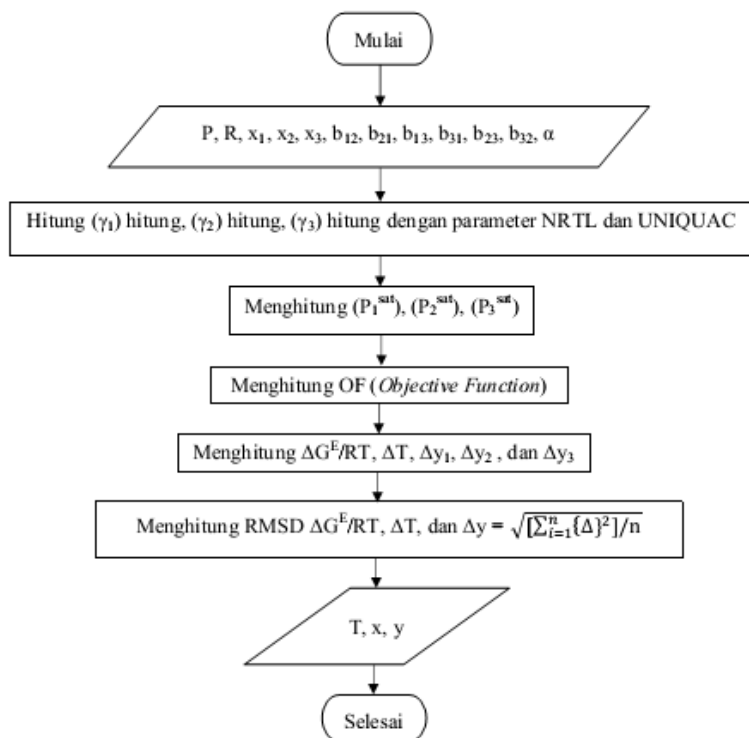 Mulai
P, R, x₁, x₂, x₃, b₁₂, b₂₁, b₁₃, b₃₁, b₂₃, b₃₂, α
Hitung (γ₁) hitung, (γ₂) hitung, (γ₃) hitung dengan parameter NRTL dan UNIQUAC
Menghitung (P₁ˢᵃᵗ), (P₂ˢᵃᵗ), (P₃ˢᵃᵗ)
Menghitung OF (Objective Function)
Menghitung ΔGᴱ/RT, ΔT, Δy₁, Δy₂ , dan Δy₃
Menghitung RMSD ΔGᴱ/RT, ΔT, dan Δy = √[∑ⁿᵢ₌₁{Δ}²]/n
T, x, y
Selesai